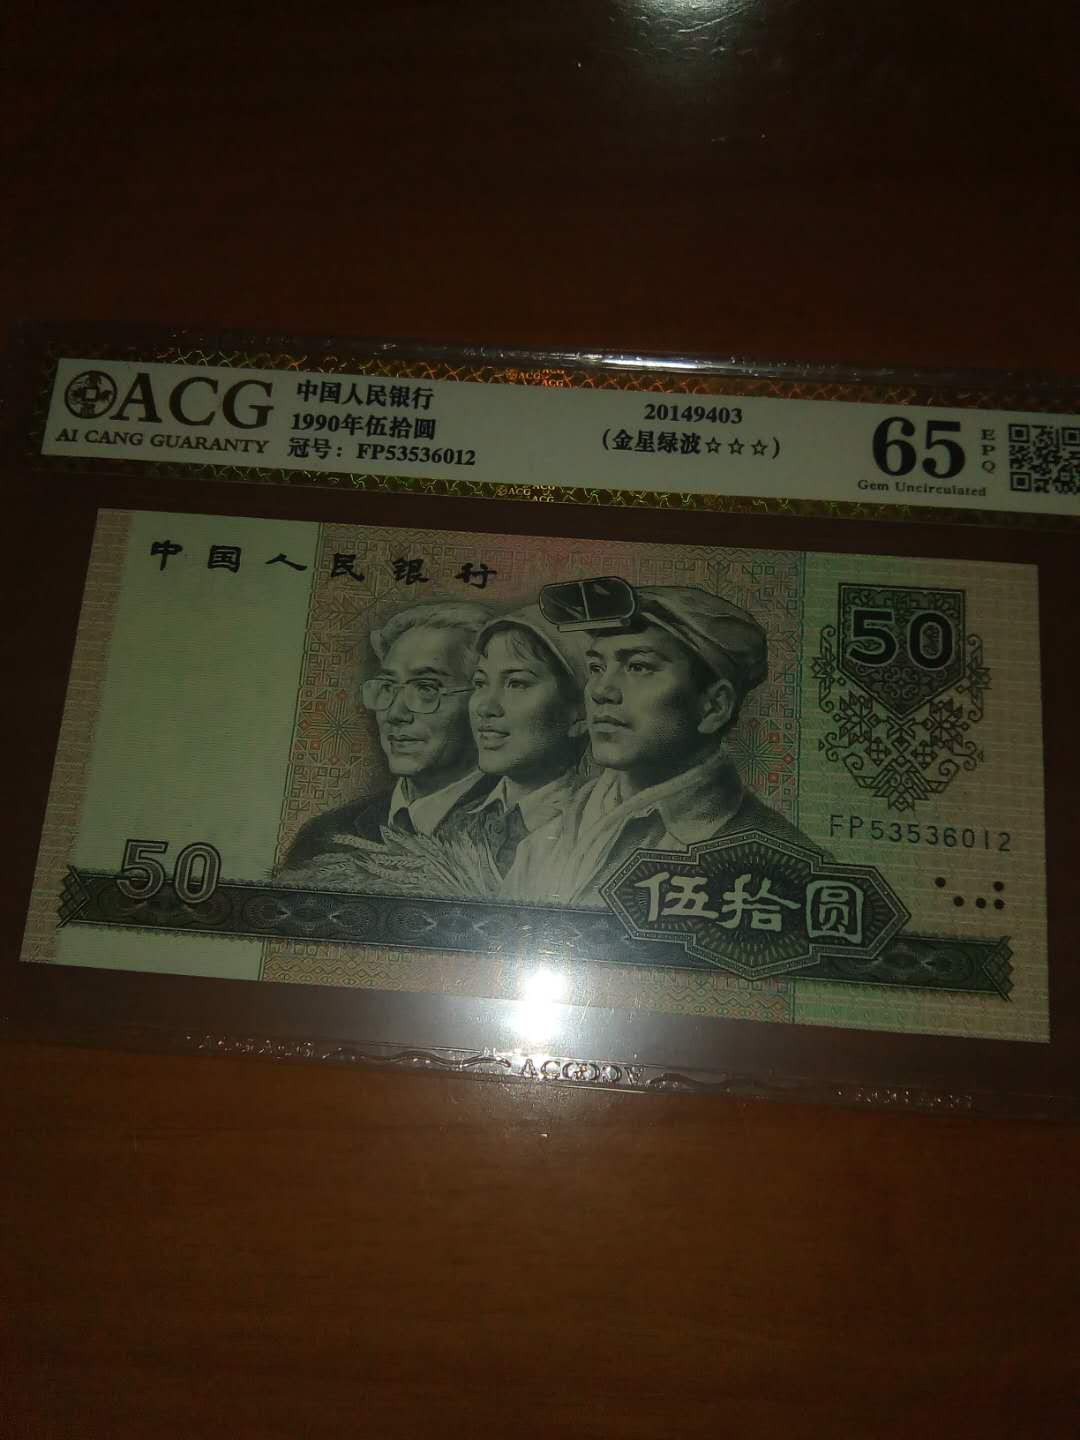 ACG
AI CANG GUARANTY
中国人民银行
1990年伍拾圆
冠号：FP53536012
20149403
（金星绿波☆☆☆）
65
EPQ
Gem Uncirculated
中国人民银行
50
FP53536012
50
伍拾圆